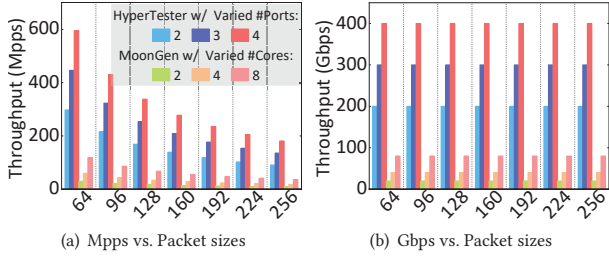 HyperTester w/ Varied #Ports:
2 3 4
MoonGen w/ Varied #Cores:
2 4 8
Throughput (Mpps)
600
400
200
0
64 96 128 160 192 224 256
(a) Mpps vs. Packet sizes
Throughput (Gbps)
400
300
200
100
0
64 96 128 160 192 224 256
(b) Gbps vs. Packet sizes